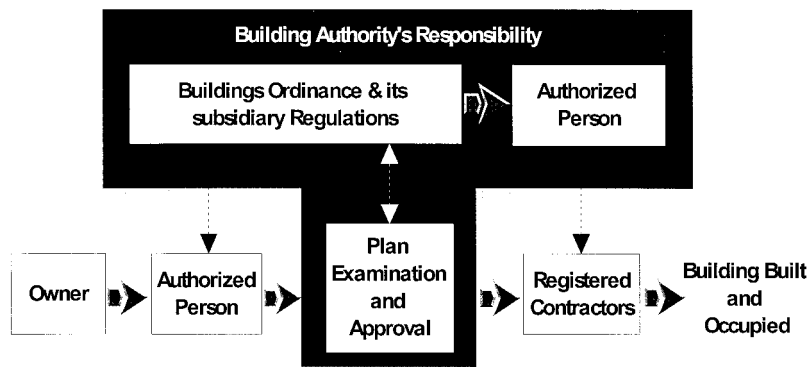 Building Authority's Responsibility
Buildings Ordinance & its
subsidiary Regulations
Authorized
Person
Owner
Authorized
Person
Plan
Examination
and
Approval
Registered
Contractors
Building Built
and
Occupied